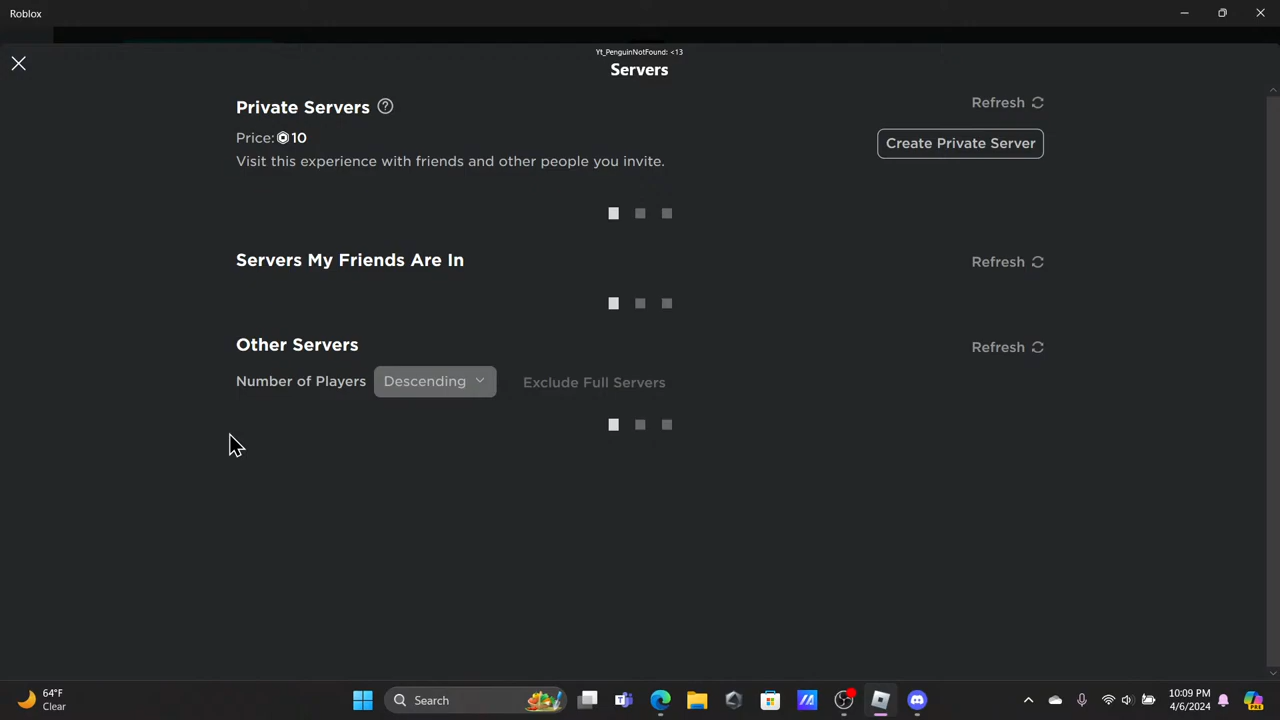 Roblox
Yt_PenguinNotFound: <13
Servers
Private Servers
Refresh
Price: 10
Create Private Server
Visit this experience with friends and other people you invite.
Servers My Friends Are In
Refresh
Other Servers
Refresh
Number of Players Descending Exclude Full Servers
64°F
Clear
Search
10:09 PM
4/6/2024
PRE